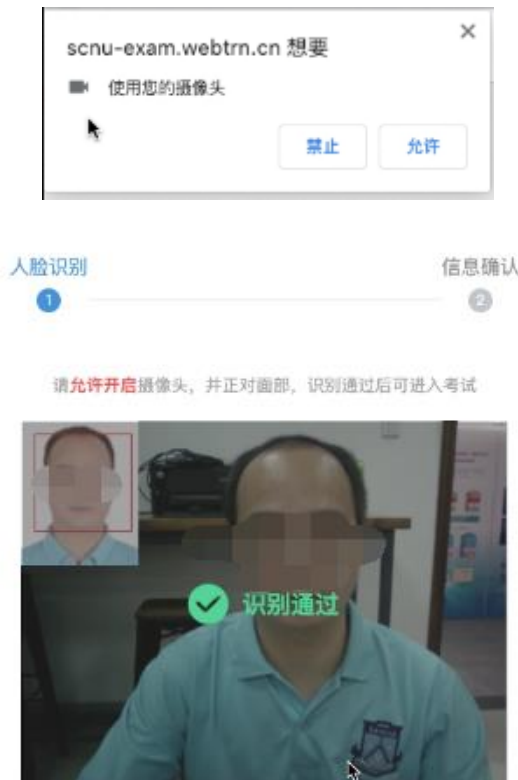 scnu-exam.webtrn.cn 想要
使用您的摄像头
禁止 允许
人脸识别 信息确认
1 2
请允许开启摄像头，并正对面部，识别通过后可进入考试
识别通过